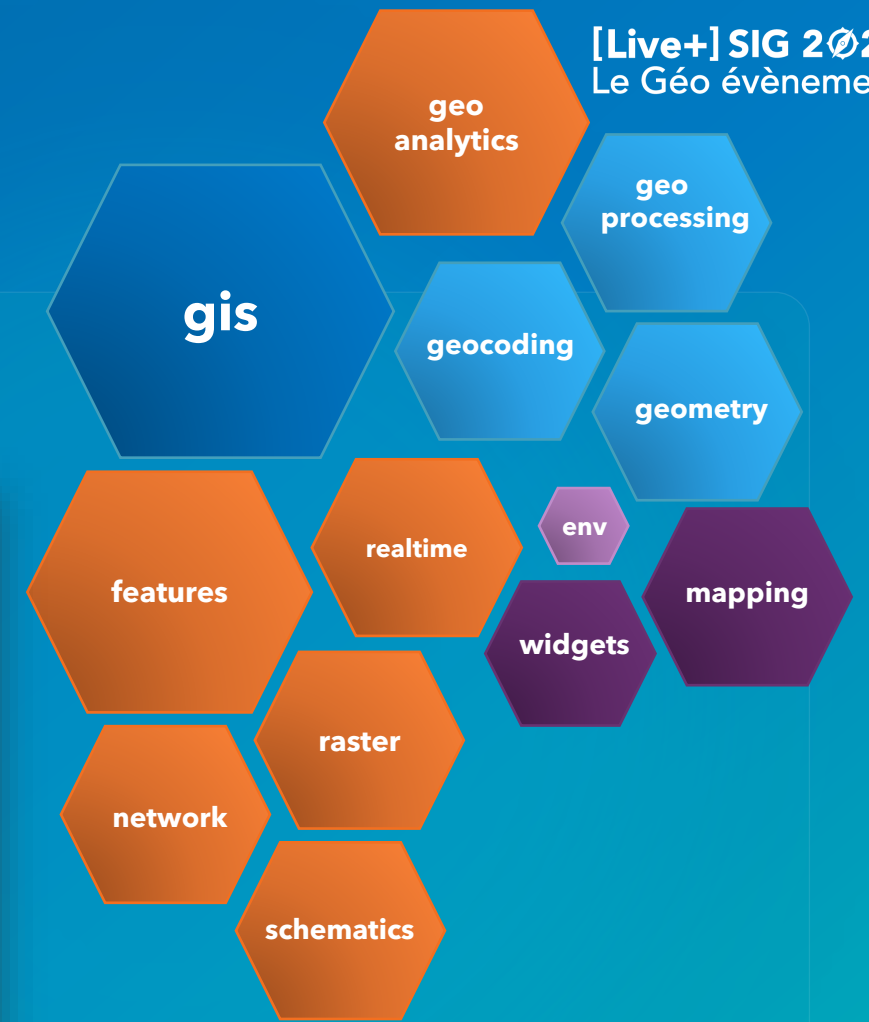 [Live+] SIG 202
Le Géo évèneme
geo
analytics
geo
processing
gis
geocoding
geometry
env
realtime
features
mapping
widgets
raster
network
schematics